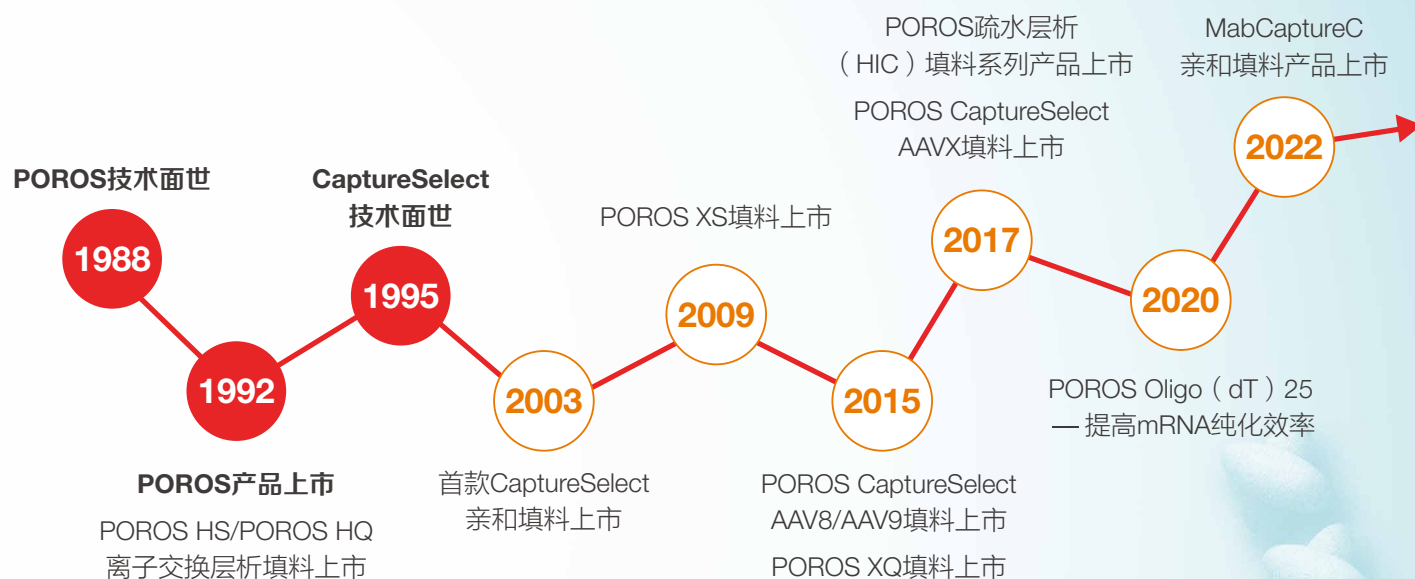 POROS技术面世
1988
1992
POROS产品上市
POROS HS/POROS HQ
离子交换层析填料上市
CaptureSelect
技术面世
1995
2003
首款CaptureSelect
亲和填料上市
POROS XS填料上市
2009
2015
POROS CaptureSelect
AAV8/AAV9填料上市
POROS XQ填料上市
POROS疏水层析
（HIC）填料系列产品上市
POROS CaptureSelect
AAVX填料上市
2017
2020
POROS Oligo（dT）25
— 提高mRNA纯化效率
MabCaptureC
亲和填料产品上市
2022